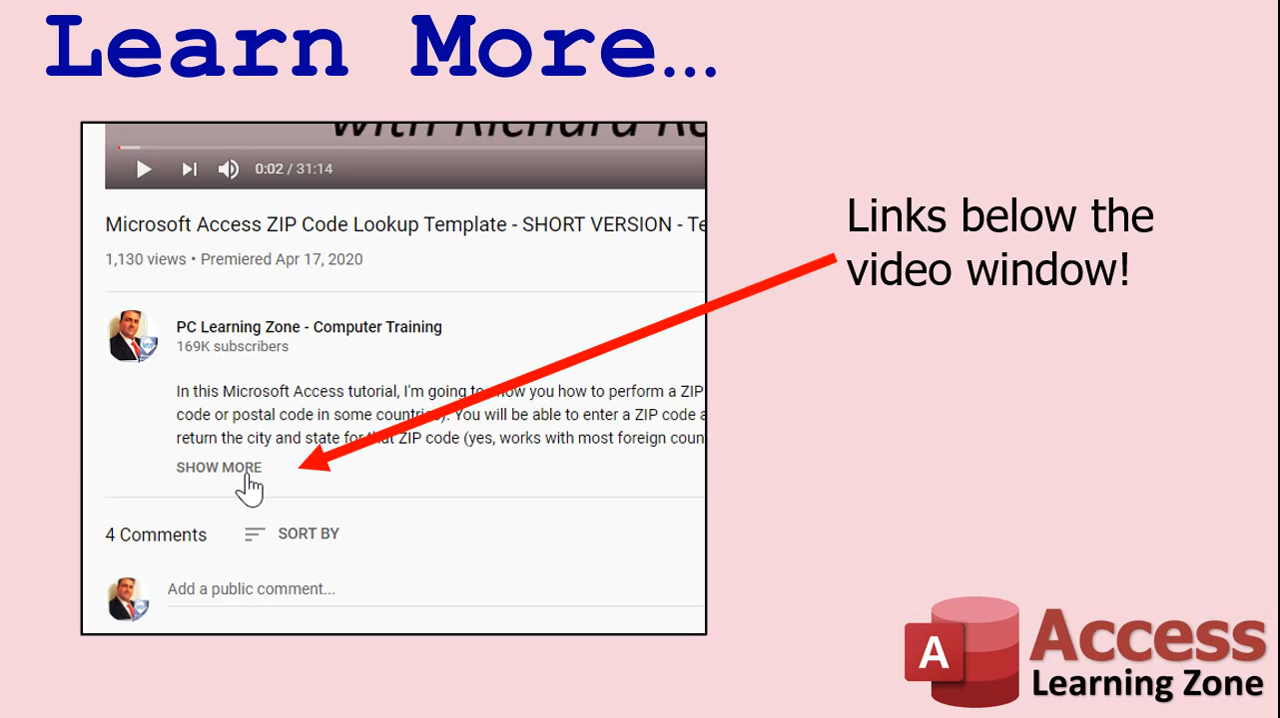 Learn More...
with Richard
0:02 / 31:14
Microsoft Access ZIP Code Lookup Template - SHORT VERSION - Te
1,130 views • Premiered Apr 17, 2020
PC Learning Zone - Computer Training
169K subscribers
In this Microsoft Access tutorial, I'm going to show you how to perform a ZIP
code or postal code in some countries). You will be able to enter a ZIP code a
return the city and state for that ZIP code (yes, works with most foreign coun
SHOW MORE
4 Comments
SORT BY
Add a public comment...
Links below the
video window!
A
Access
Learning Zone